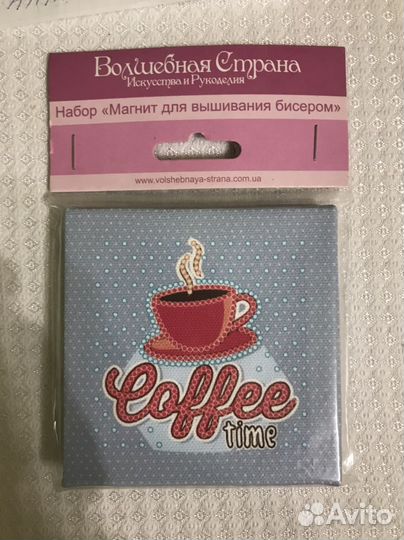 Волшебная Страна
Искусства и Рукоделия
Набор «Магнит для вышивания бисером»
www.volshebnaya-strana.com.ua
Coffee
time
Avito